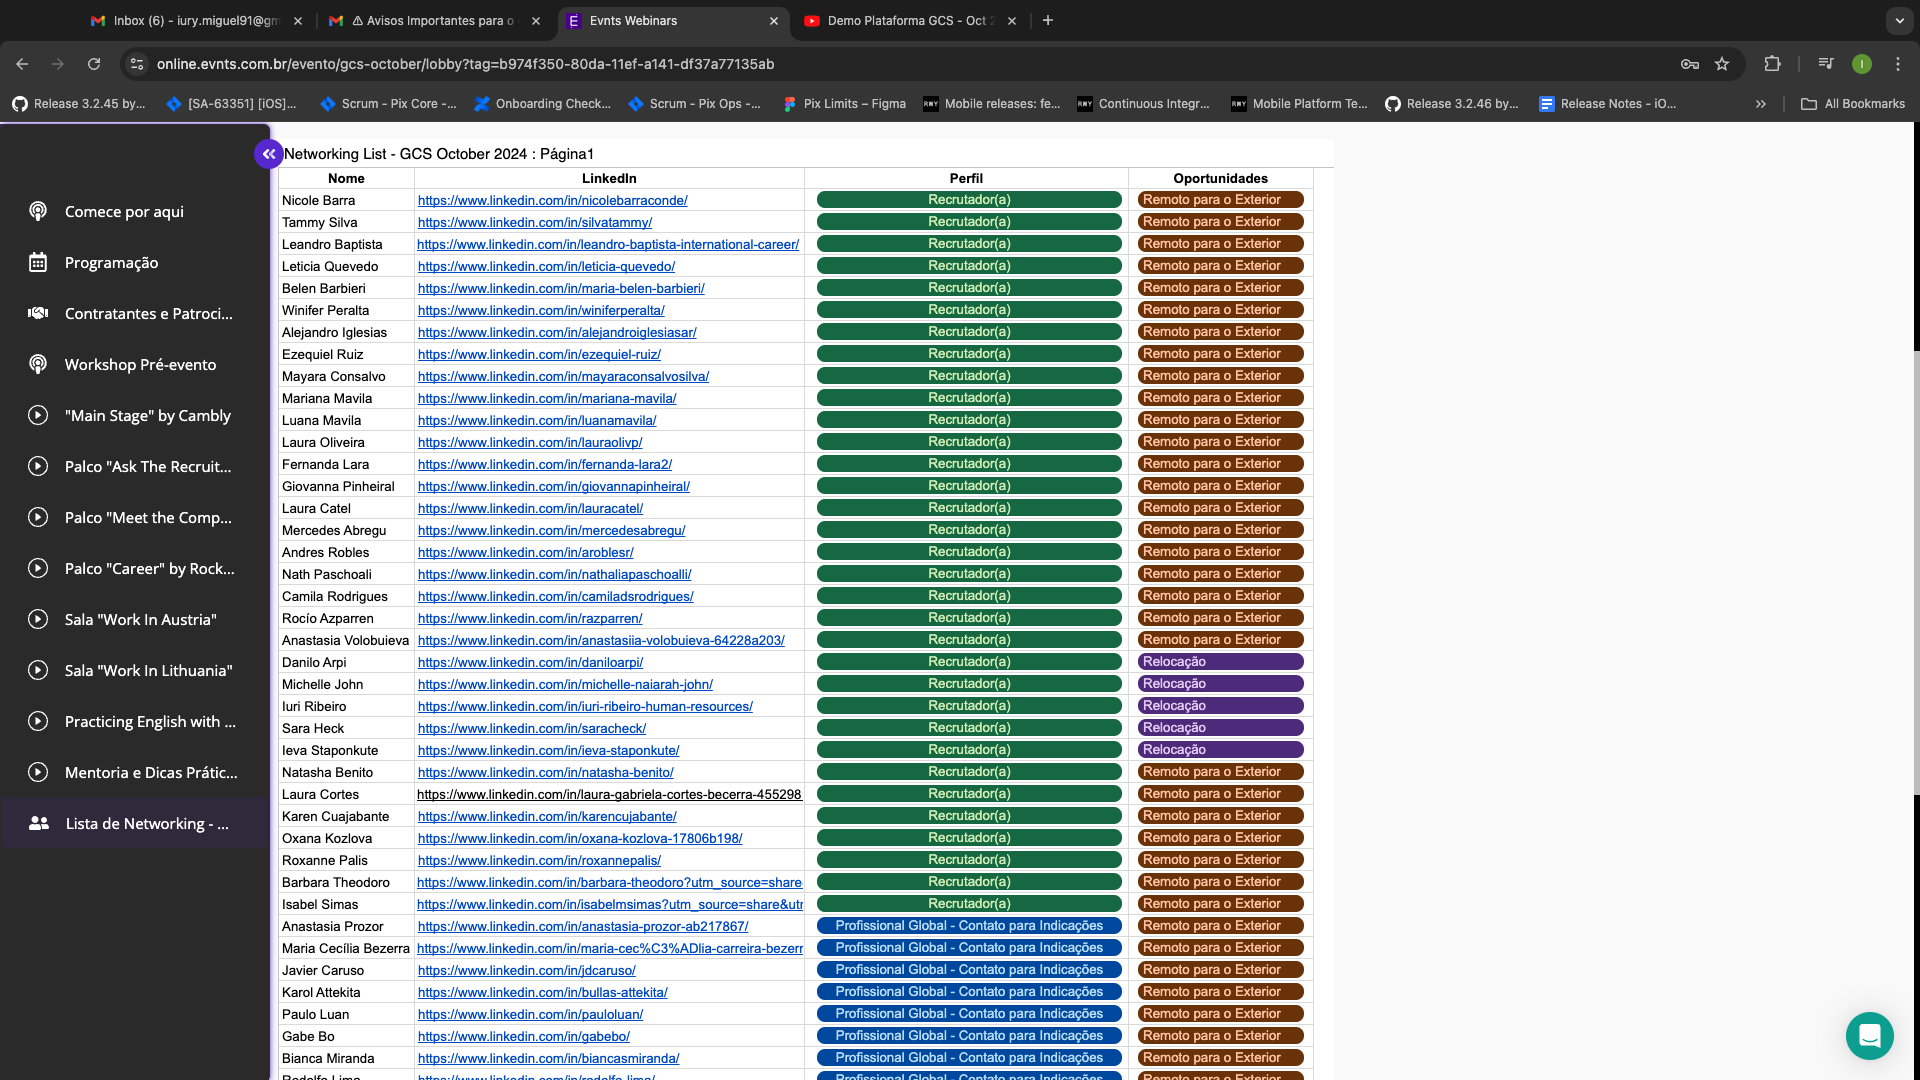 Inbox (6) - iury.miguel91@gm
⚠ Avisos Importantes para o
Evnts Webinars
Demo Plataforma GCS - Oct 2
online.evnts.com.br/evento/gcs-october/lobby?tag=b974f350-80da-11ef-a141-df37a77135ab
Release 3.2.45 by...
[SA-63351] [iOS]...
Scrum - Pix Core -...
Onboarding Check...
Scrum - Pix Ops -...
Pix Limits – Figma
Mobile releases: fe...
Continuous Integr...
Mobile Platform Te...
Release 3.2.46 by...
Release Notes - iO...
All Bookmarks
Comece por aqui
Programação
Contratantes e Patroci...
Workshop Pré-evento
"Main Stage" by Cambly
Palco "Ask The Recruit...
Palco "Meet the Comp...
Palco "Career" by Rock...
Sala "Work In Austria"
Sala "Work In Lithuania"
Practicing English with ...
Mentoria e Dicas Prátic...
Lista de Networking - ...
Networking List - GCS October 2024 : Página1
Nome LinkedIn Perfil Oportunidades
Nicole Barra https://www.linkedin.com/in/nicolebarraconde/ Recrutador(a) Remoto para o Exterior
Tammy Silva https://www.linkedin.com/in/silvatammy/ Recrutador(a) Remoto para o Exterior
Leandro Baptista https://www.linkedin.com/in/leandro-baptista-international-career/ Recrutador(a) Remoto para o Exterior
Leticia Quevedo https://www.linkedin.com/in/leticia-quevedo/ Recrutador(a) Remoto para o Exterior
Belen Barbieri https://www.linkedin.com/in/maria-belen-barbieri/ Recrutador(a) Remoto para o Exterior
Winifer Peralta https://www.linkedin.com/in/winiferperalta/ Recrutador(a) Remoto para o Exterior
Alejandro Iglesias https://www.linkedin.com/in/alejandroiglesiasar/ Recrutador(a) Remoto para o Exterior
Ezequiel Ruiz https://www.linkedin.com/in/ezequiel-ruiz/ Recrutador(a) Remoto para o Exterior
Mayara Consalvo https://www.linkedin.com/in/mayaraconsalvosilva/ Recrutador(a) Remoto para o Exterior
Mariana Mavila https://www.linkedin.com/in/mariana-mavila/ Recrutador(a) Remoto para o Exterior
Luana Mavila https://www.linkedin.com/in/luanamavila/ Recrutador(a) Remoto para o Exterior
Laura Oliveira https://www.linkedin.com/in/lauraolivp/ Recrutador(a) Remoto para o Exterior
Fernanda Lara https://www.linkedin.com/in/fernanda-lara2/ Recrutador(a) Remoto para o Exterior
Giovanna Pinheiral https://www.linkedin.com/in/giovannapinheiral/ Recrutador(a) Remoto para o Exterior
Laura Catel https://www.linkedin.com/in/lauracatel/ Recrutador(a) Remoto para o Exterior
Mercedes Abregu https://www.linkedin.com/in/mercedesabregu/ Recrutador(a) Remoto para o Exterior
Andres Robles https://www.linkedin.com/in/aroblesr/ Recrutador(a) Remoto para o Exterior
Nath Paschoali https://www.linkedin.com/in/nathaliapaschoalli/ Recrutador(a) Remoto para o Exterior
Camila Rodrigues https://www.linkedin.com/in/camiladsrodrigues/ Recrutador(a) Remoto para o Exterior
Rocío Azparren https://www.linkedin.com/in/razparren/ Recrutador(a) Remoto para o Exterior
Anastasia Volobuieva https://www.linkedin.com/in/anastasiia-volobuieva-64228a203/ Recrutador(a) Remoto para o Exterior
Danilo Arpi https://www.linkedin.com/in/daniloarpi/ Recrutador(a) Relocação
Michelle John https://www.linkedin.com/in/michelle-naiarah-john/ Recrutador(a) Relocação
Iuri Ribeiro https://www.linkedin.com/in/iuri-ribeiro-human-resources/ Recrutador(a) Relocação
Sara Heck https://www.linkedin.com/in/saracheck/ Recrutador(a) Relocação
Ieva Staponkute https://www.linkedin.com/in/ieva-staponkute/ Recrutador(a) Relocação
Natasha Benito https://www.linkedin.com/in/natasha-benito/ Recrutador(a) Remoto para o Exterior
Laura Cortes https://www.linkedin.com/in/laura-gabriela-cortes-becerra-455298 Recrutador(a) Remoto para o Exterior
Karen Cuajabante https://www.linkedin.com/in/karencujabante/ Recrutador(a) Remoto para o Exterior
Oxana Kozlova https://www.linkedin.com/in/oxana-kozlova-17806b198/ Recrutador(a) Remoto para o Exterior
Roxanne Palis https://www.linkedin.com/in/roxannepalis/ Recrutador(a) Remoto para o Exterior
Barbara Theodoro https://www.linkedin.com/in/barbara-theodoro?utm_source=share Recrutador(a) Remoto para o Exterior
Isabel Simas https://www.linkedin.com/in/isabelmsimas?utm_source=share&utm Recrutador(a) Remoto para o Exterior
Anastasia Prozor https://www.linkedin.com/in/anastasia-prozor-ab217867/ Profissional Global - Contato para Indicações Remoto para o Exterior
Maria Cecília Bezerra https://www.linkedin.com/in/maria-cec%C3%ADlia-carreira-bezerr Profissional Global - Contato para Indicações Remoto para o Exterior
Javier Caruso https://www.linkedin.com/in/jdcaruso/ Profissional Global - Contato para Indicações Remoto para o Exterior
Karol Attekita https://www.linkedin.com/in/bullas-attekita/ Profissional Global - Contato para Indicações Remoto para o Exterior
Paulo Luan https://www.linkedin.com/in/pauloluan/ Profissional Global - Contato para Indicações Remoto para o Exterior
Gabe Bo https://www.linkedin.com/in/gabebo/ Profissional Global - Contato para Indicações Remoto para o Exterior
Bianca Miranda https://www.linkedin.com/in/biancasmiranda/ Profissional Global - Contato para Indicações Remoto para o Exterior
Rodolfo Lima https://www.linkedin.com/in/rodolfo-lima/ Profissional Global - Contato para Indicações Remoto para o Exterior